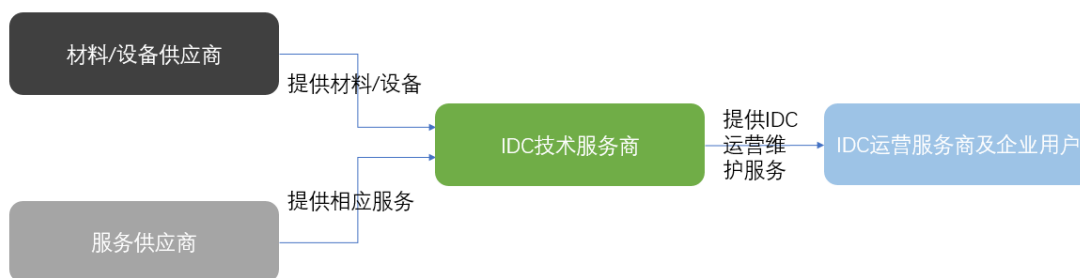 材料/设备供应商
提供材料/设备
IDC技术服务商
提供IDC
运营维
护服务
IDC运营服务商及企业用户
提供相应服务
服务供应商